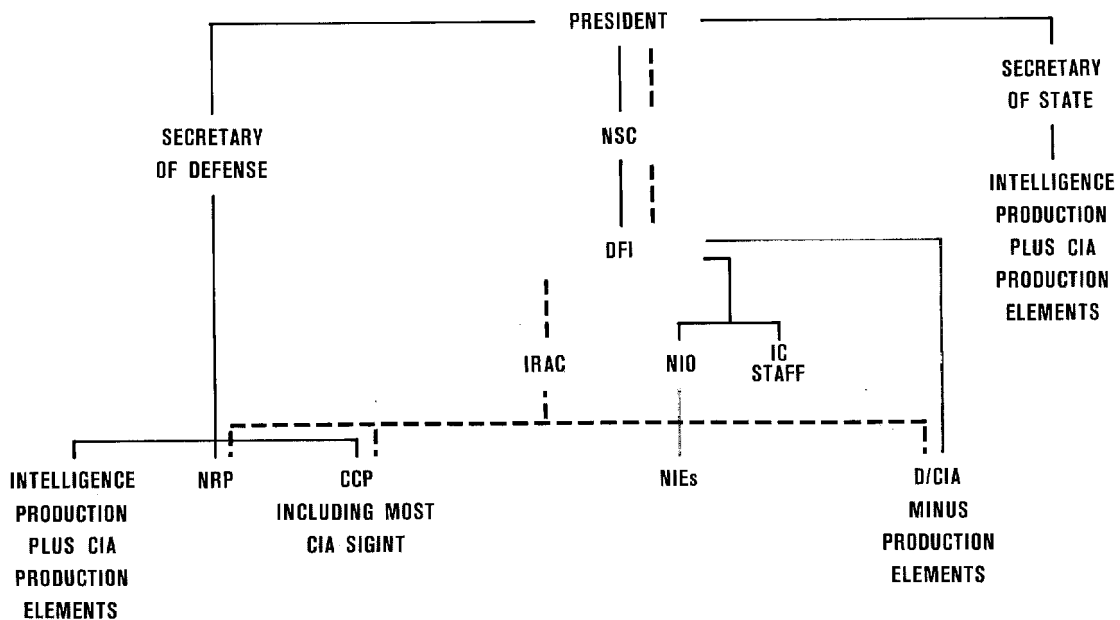 PRESIDENT
SECRETARY
OF STATE
SECRETARY
OF DEFENSE
NSC
INTELLIGENCE
PRODUCTION
PLUS CIA
PRODUCTION
ELEMENTS
DFI
IRAC
NIO
IC
STAFF
INTELLIGENCE
PRODUCTION
PLUS CIA
PRODUCTION
ELEMENTS
NRP
CCP
INCLUDING MOST
CIA SIGINT
NIEs
D/CIA
MINUS
PRODUCTION
ELEMENTS